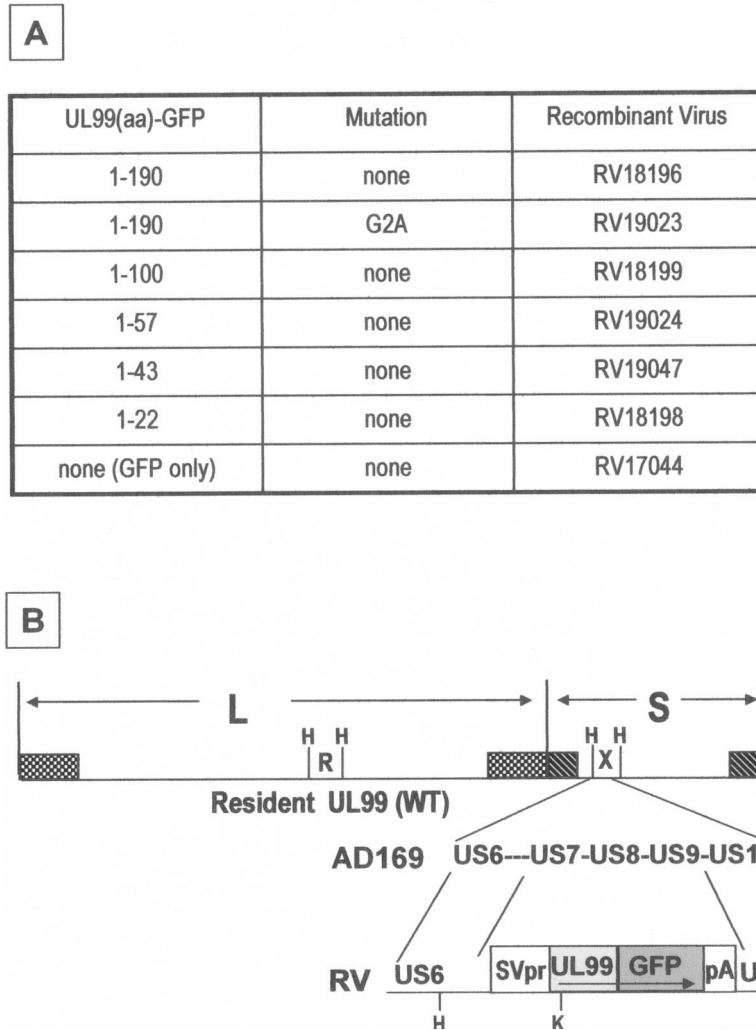 A
UL99(aa)-GFP Mutation Recombinant Virus
1-190 none RV18196
1-190 G2A RV19023
1-100 none RV18199
1-57 none RV19024
1-43 none RV19047
1-22 none RV18198
none (GFP only) none RV17044
B
L S
H H H H
R X
Resident UL99 (WT)
AD169 US6---US7-US8-US9-US1
RV US6 SVpr UL99 GFP pA U
H K